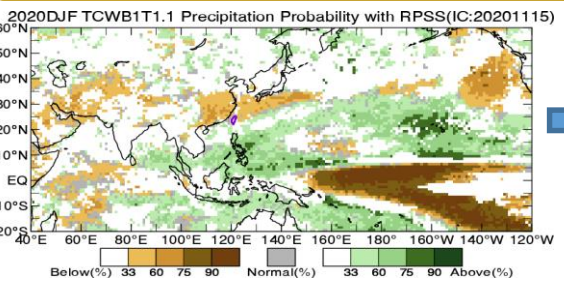 2020DJF TCWB1T1.1 Precipitation Probability with RPSS(IC:20201115)
60°N
50°N
40°N
30°N
20°N
10°N
EQ
10°S
20°S
40°E 60°E 80°E 100°E 120°E 140°E 160°E 180° 160°W 140°W 120°W
33 60 75 90 33 60 75 90
Below(%) Normal(%) Above(%)